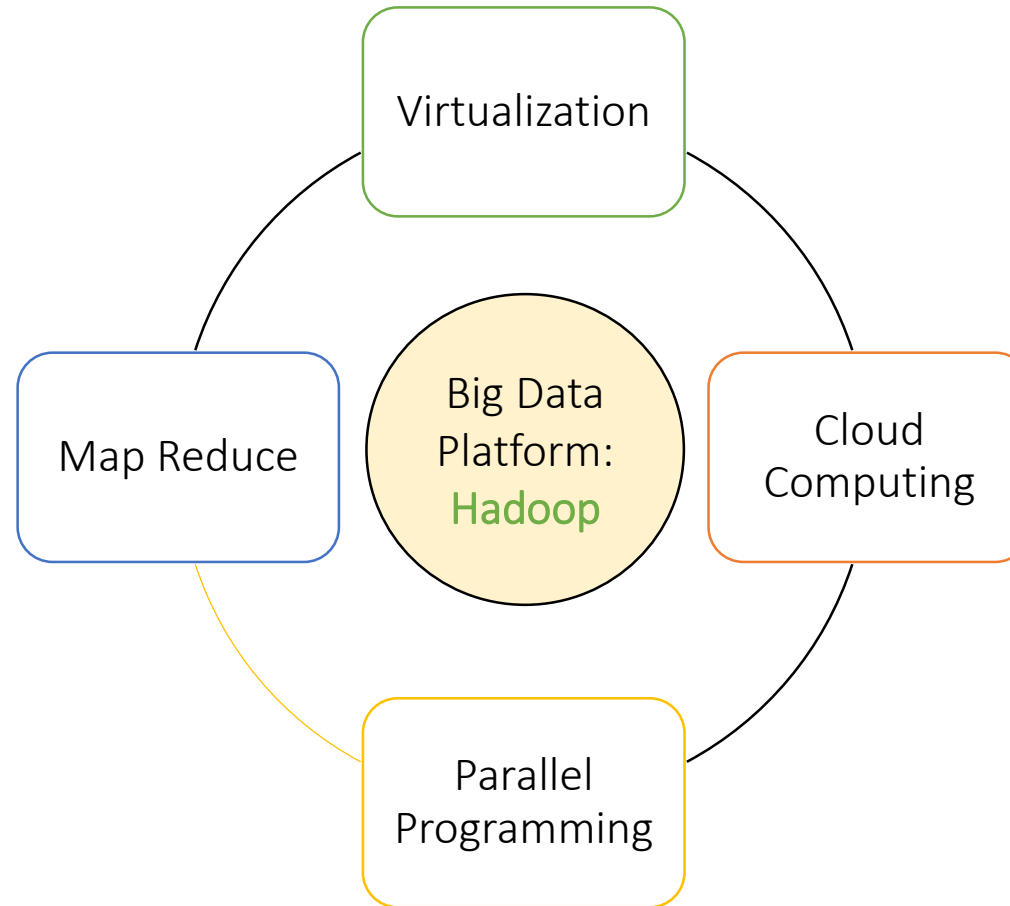 Virtualization
Map Reduce
Big Data
Platform:
Hadoop
Cloud
Computing
Parallel
Programming